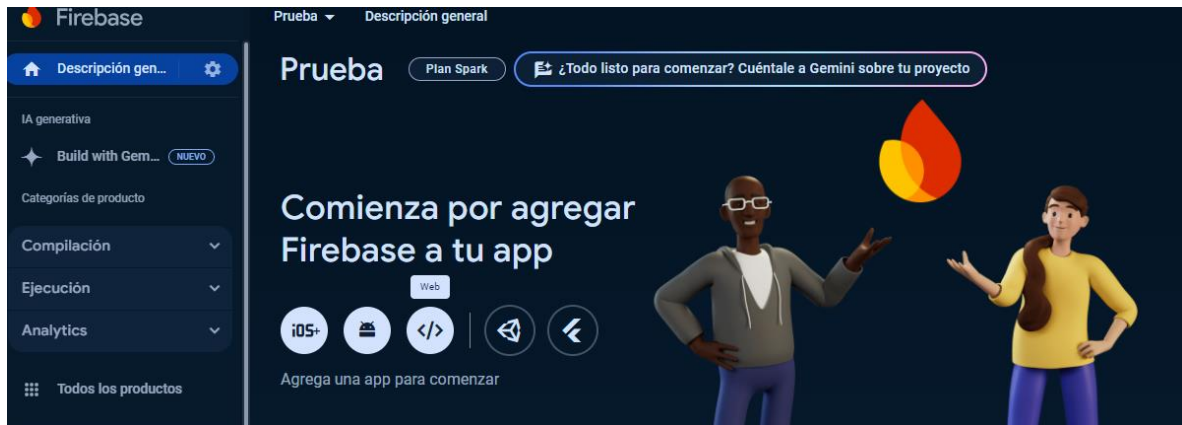 Firebase
Prueba
Descripción general
Descripción gen...
Prueba
Plan Spark
¿Todo listo para comenzar? Cuéntale a Gemini sobre tu proyecto
IA generativa
Build with Gem...
NUEVO
Categorías de producto
Compilación
Ejecución
Analytics
Todos los productos
Comienza por agregar
Firebase a tu app
Web
iOS+
</>
Agrega una app para comenzar